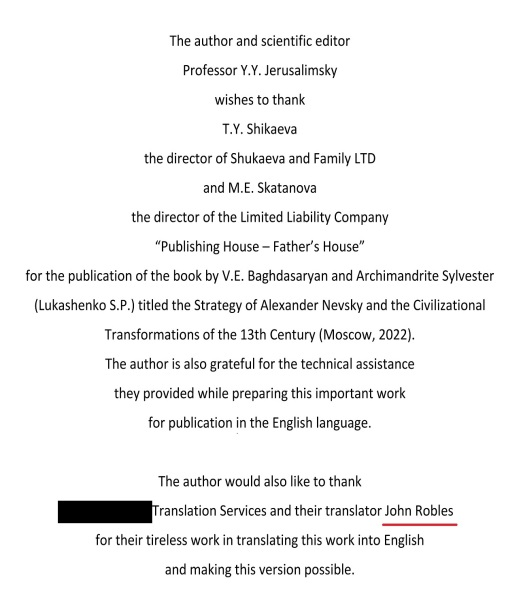 The author and scientific editor
Professor Y.Y. Jerusalimsky
wishes to thank
T.Y. Shikaeva
the director of Shukaeva and Family LTD
and M.E. Skatanova
the director of the Limited Liability Company
“Publishing House – Father’s House”
for the publication of the book by V.E. Baghdasaryan and Archimandrite Sylvester
(Lukashenko S.P.) titled the Strategy of Alexander Nevsky and the Civilizational
Transformations of the 13th Century (Moscow, 2022).
The author is also grateful for the technical assistance
they provided while preparing this important work
for publication in the English language.
The author would also like to thank
Translation Services and their translator John Robles
for their tireless work in translating this work into English
and making this version possible.